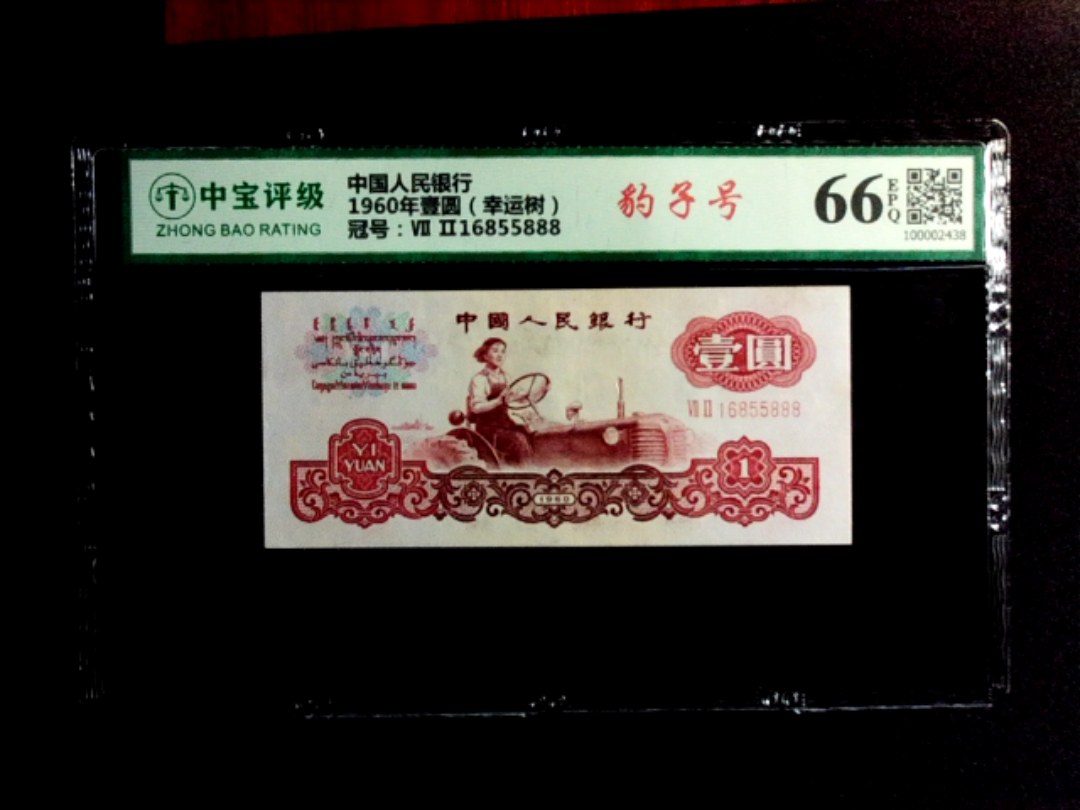 中宝评级
ZHONG BAO RATING
中国人民银行
1960年壹圆（幸运树）
冠号：Ⅶ Ⅱ16855888
豹子号
66
EPQ
100002438
中國人民銀行
壹圓
Ⅶ Ⅱ 16855888
YI
YUAN
1960
1